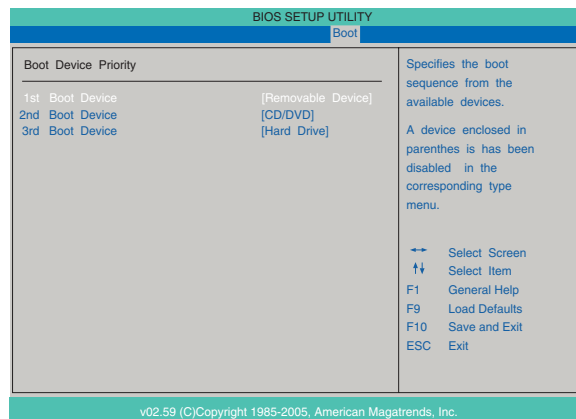 BIOS SETUP UTILITY
Boot
Boot Device Priority
1st Boot Device [Removable Device]
2nd Boot Device [CD/DVD]
3rd Boot Device [Hard Drive]
Specifies the boot
sequence from the
available devices.
A device enclosed in
parenthes is has been
disabled in the
corresponding type
menu.
↔ Select Screen
↑↓ Select Item
F1 General Help
F9 Load Defaults
F10 Save and Exit
ESC Exit
v02.59 (C)Copyright 1985-2005, American Magatrends, Inc.